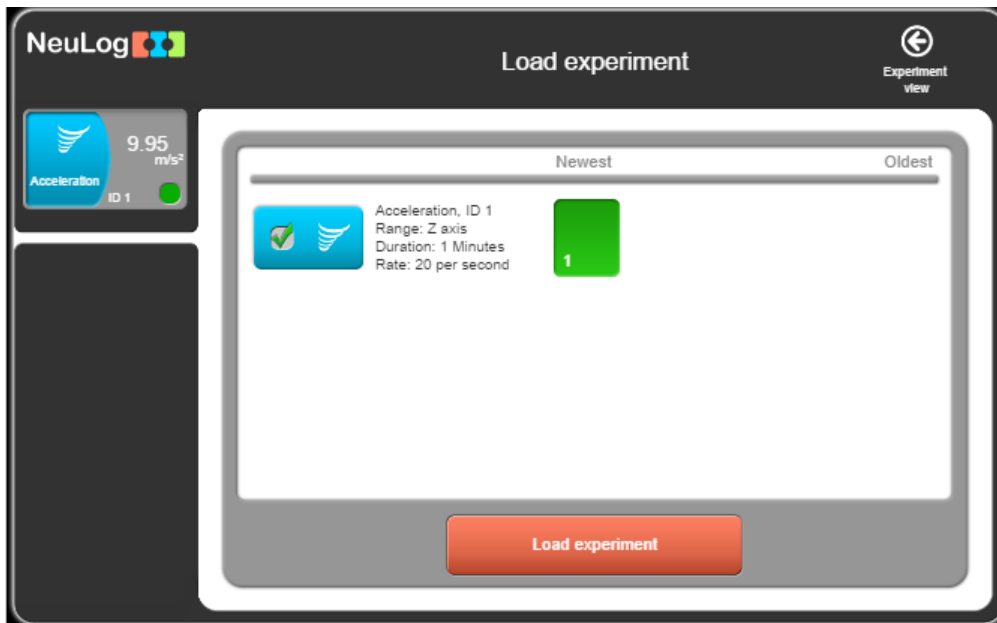 NeuLog
Load experiment
Experiment
view
9.95
m/s²
Acceleration
ID 1
Newest
Oldest
Acceleration, ID 1
Range: Z axis
Duration: 1 Minutes
Rate: 20 per second
1
Load experiment